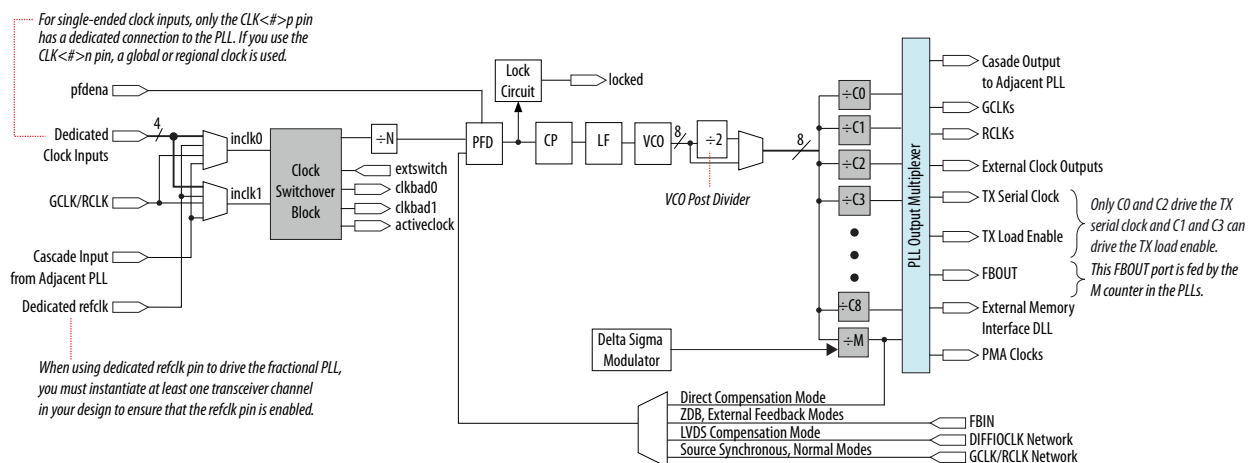 For single-ended clock inputs, only the CLK<#>p pin
has a dedicated connection to the PLL. If you use the
CLK<#>n pin, a global or regional clock is used.
pfdena
4
Dedicated
Clock Inputs
GCLK/RCLK
Cascade Input
from Adjacent PLL
Dedicated refclk
When using dedicated refclk pin to drive the fractional PLL,
you must instantiate at least one transceiver channel
in your design to ensure that the refclk pin is enabled.
inclk0
inclk1
Clock
Switchover
Block
÷N
extswitch
clkbad0
clkbad1
activeclock
PFD
Lock
Circuit
locked
CP
LF
VCO
8
÷2
VCO Post Divider
8
÷C0
÷C1
÷C2
÷C3
÷C8
÷M
Delta Sigma
Modulator
PLL Output Multiplexer
Casade Output
to Adjacent PLL
GCLKs
RCLKs
External Clock Outputs
TX Serial Clock
TX Load Enable
FBOUT
External Memory
Interface DLL
PMA Clocks
Only C0 and C2 drive the TX
serial clock and C1 and C3 can
drive the TX load enable.
This FBOUT port is fed by the
M counter in the PLLs.
Direct Compensation Mode
ZDB, External Feedback Modes
LVDS Compensation Mode
Source Synchronous, Normal Modes
FBIN
DIFFIOCLK Network
GCLK/RCLK Network